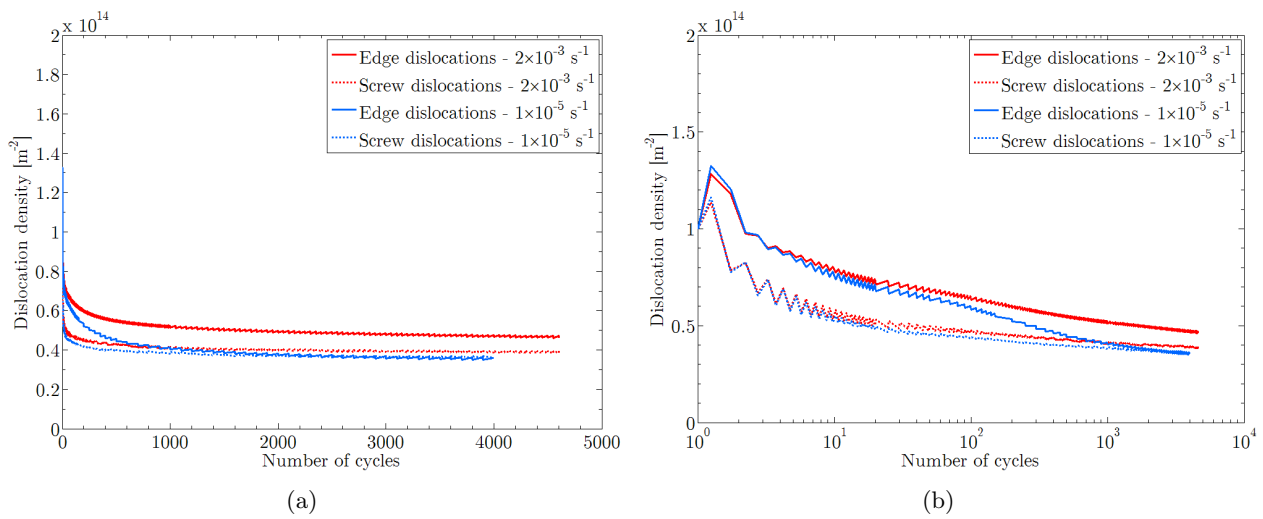 x 10^14
2
1.8
1.6
1.4
1.2
1
0.8
0.6
0.4
0.2
0
Dislocation density [m^-2]
Edge dislocations - 2×10^-3 s^-1
Screw dislocations - 2×10^-3 s^-1
Edge dislocations - 1×10^-5 s^-1
Screw dislocations - 1×10^-5 s^-1
0 1000 2000 3000 4000 5000
Number of cycles
(a)
x 10^14
2
1.5
1
0.5
0
Dislocation density [m^-2]
Edge dislocations - 2×10^-3 s^-1
Screw dislocations - 2×10^-3 s^-1
Edge dislocations - 1×10^-5 s^-1
Screw dislocations - 1×10^-5 s^-1
10^0 10^1 10^2 10^3 10^4
Number of cycles
(b)